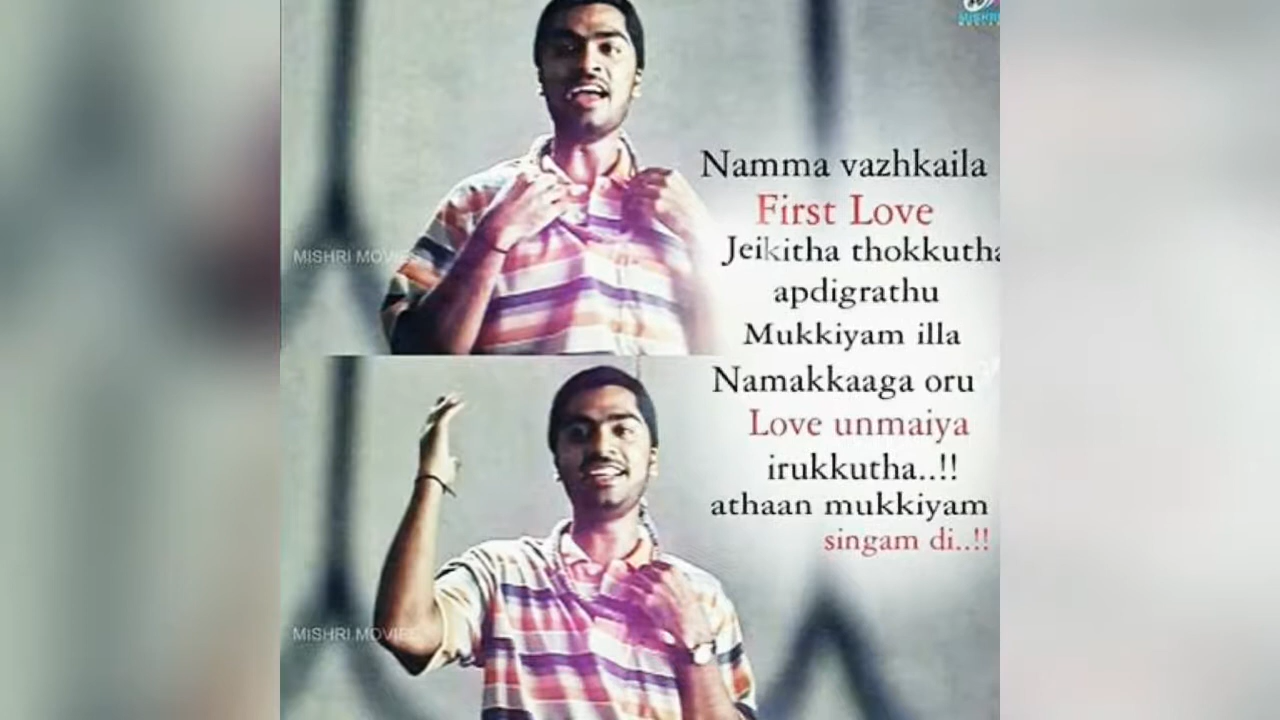 MISHRI
MISHRI MOVIES
Namma vazhkaila
First Love
Jeikitha thokkutha
apdigrathu
Mukkiyam illa
Namakkaaga oru
Love unmaiya
irukkutha..!!
athaan mukkiyam
singam di..!!
MISHRI MOVIES